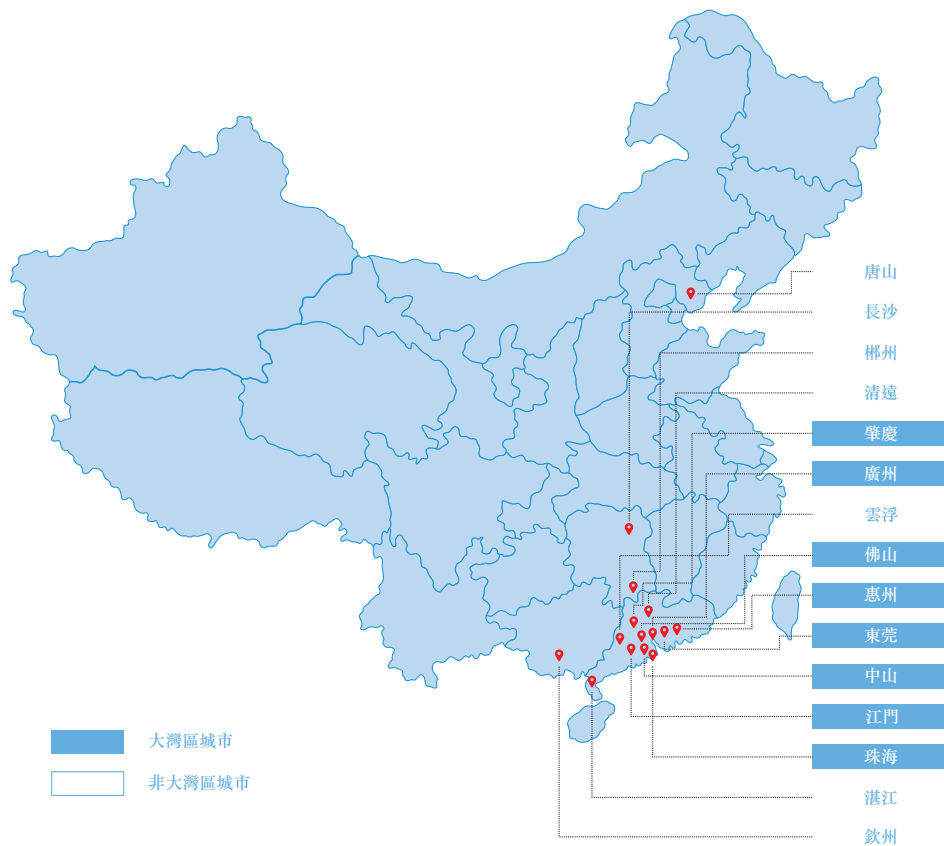 唐山
長沙
郴州
清遠
肇慶
廣州
雲浮
佛山
惠州
東莞
中山
江門
珠海
湛江
欽州
大灣區城市
非大灣區城市